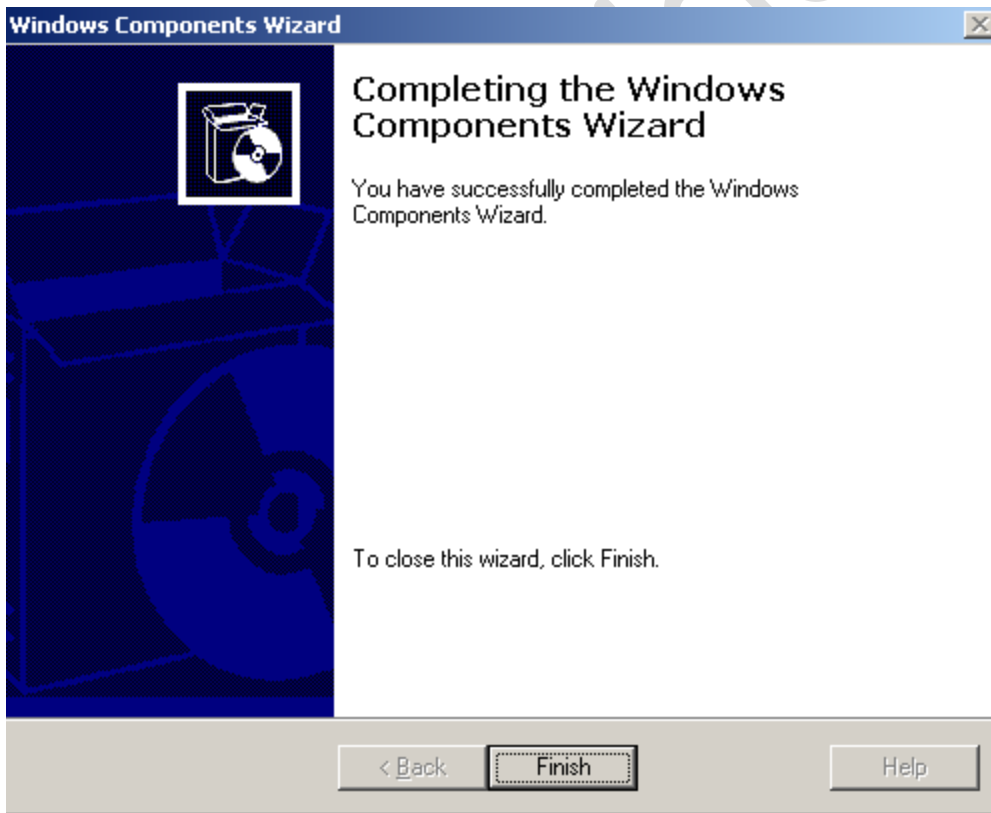 Windows Components Wizard
Completing the Windows
Components Wizard
You have successfully completed the Windows
Components Wizard.
To close this wizard, click Finish.
< Back
Finish
Help